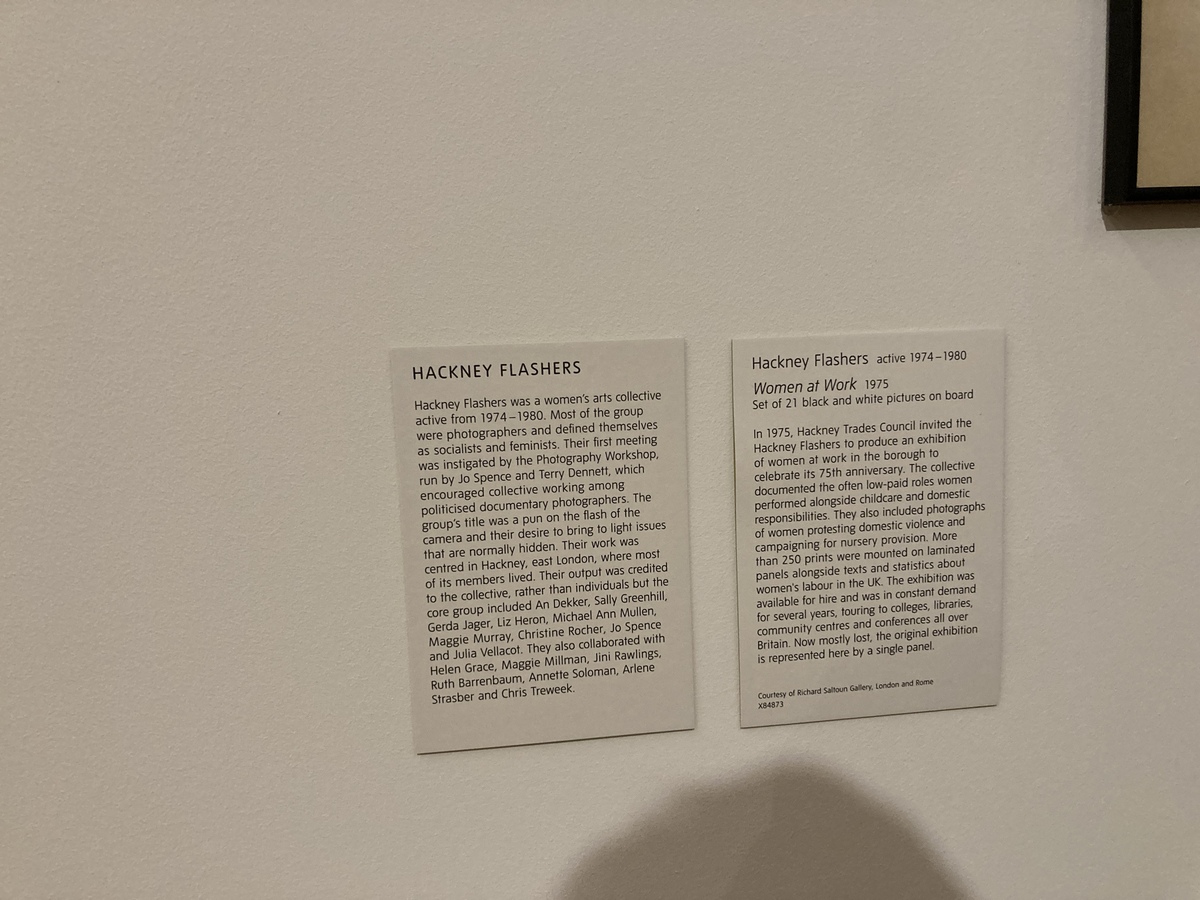 HACKNEY FLASHERS
Hackney Flashers was a women's arts collective
active from 1974–1980. Most of the group
were photographers and defined themselves
as socialists and feminists. Their first meeting
was instigated by the Photography Workshop,
run by Jo Spence and Terry Dennett, which
encouraged collective working among
politicised documentary photographers. The
group's title was a pun on the flash of the
camera and their desire to bring to light issues
that are normally hidden. Their work was
centred in Hackney, east London, where most
of its members lived. Their output was credited
to the collective, rather than individuals but the
core group included An Dekker, Sally Greenhill,
Gerda Jager, Liz Heron, Michael Ann Mullen,
Maggie Murray, Christine Rocher, Jo Spence
and Julia Vellacot. They also collaborated with
Helen Grace, Maggie Millman, Jini Rawlings,
Ruth Barrenbaum, Annette Soloman, Arlene
Strasber and Chris Treweek.
Hackney Flashers active 1974–1980
Women at Work 1975
Set of 21 black and white pictures on board
In 1975, Hackney Trades Council invited the
Hackney Flashers to produce an exhibition
of women at work in the borough to
celebrate its 75th anniversary. The collective
documented the often low-paid roles women
performed alongside childcare and domestic
responsibilities. They also included photographs
of women protesting domestic violence and
campaigning for nursery provision. More
than 250 prints were mounted on laminated
panels alongside texts and statistics about
women's labour in the UK. The exhibition was
available for hire and was in constant demand
for several years, touring to colleges, libraries,
community centres and conferences all over
Britain. Now mostly lost, the original exhibition
is represented here by a single panel.
Courtesy of Richard Saltoun Gallery, London and Rome
X84873